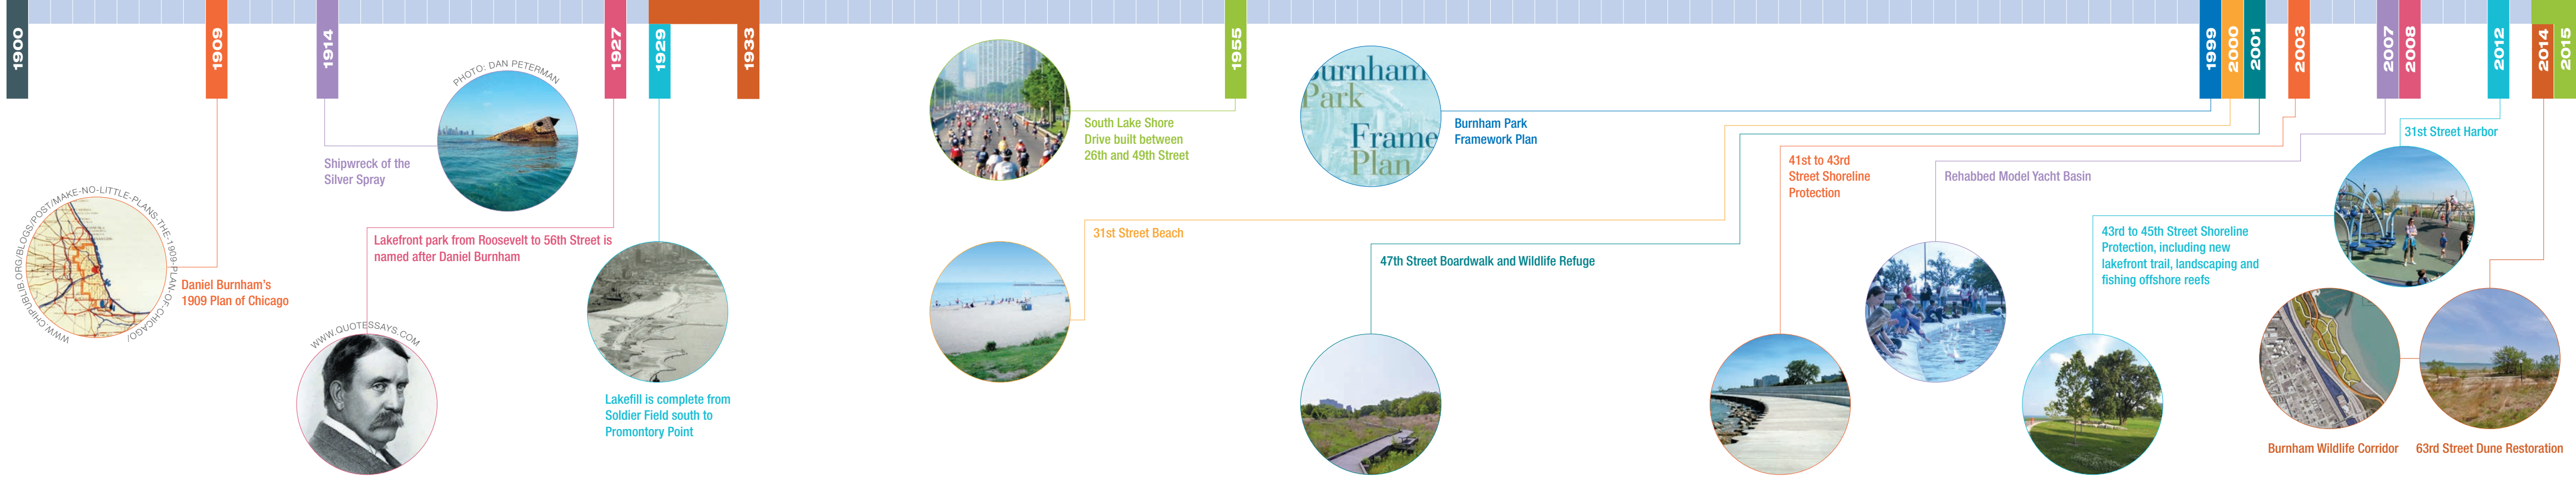 1900
1909
1914
1927
1929
1933
1955
1999
2000
2001
2003
2007
2008
2012
2014
2015
WWW.CHIPUBLIB.ORG/BLOGS/POST/MAKE-NO-LITTLE-PLANS-THE-1909-PLAN-OF-CHICAGO/
Daniel Burnham's
1909 Plan of Chicago
Shipwreck of the
Silver Spray
PHOTO: DAN PETERMAN
Lakefront park from Roosevelt to 56th Street is
named after Daniel Burnham
WWW.QUOTESSAYS.COM
Lakefill is complete from
Soldier Field south to
Promontory Point
South Lake Shore
Drive built between
26th and 49th Street
31st Street Beach
Burnham
Park
Frame
Plan
Burnham Park
Framework Plan
47th Street Boardwalk and Wildlife Refuge
41st to 43rd
Street Shoreline
Protection
Rehabbed Model Yacht Basin
43rd to 45th Street Shoreline
Protection, including new
lakefront trail, landscaping and
fishing offshore reefs
31st Street Harbor
Burnham Wildlife Corridor
63rd Street Dune Restoration